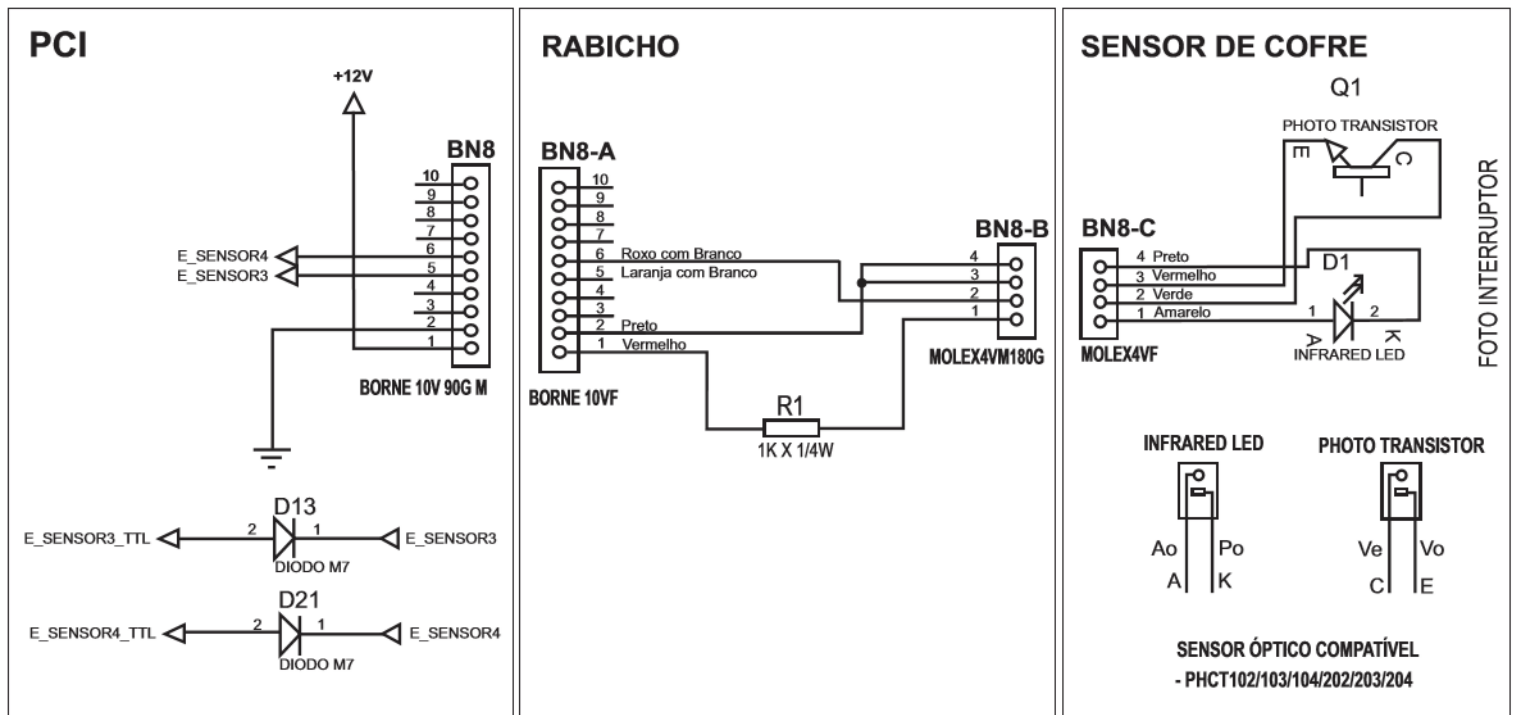 PCI
+12V
BN8
10
9
8
7
E_SENSOR4
6
E_SENSOR3
5
4
3
2
1
BORNE 10V 90G M
D13
E_SENSOR3_TTL
2
1
E_SENSOR3
DIODO M7
D21
E_SENSOR4_TTL
2
1
E_SENSOR4
DIODO M7
RABICHO
BN8-A
10
9
8
7
6 Roxo com Branco
5 Laranja com Branco
4
3
2 Preto
1 Vermelho
BORNE 10VF
BN8-B
4
3
2
1
MOLEX4VM180G
R1
1K X 1/4W
SENSOR DE COFRE
Q1
PHOTO TRANSISTOR
E
C
BN8-C
4 Preto
3 Vermelho
2 Verde
1 Amarelo
MOLEX4VF
D1
1
2
A
K
INFRARED LED
FOTO INTERRUPTOR
INFRARED LED
Ao
Po
A
K
PHOTO TRANSISTOR
Ve
Vo
C
E
SENSOR ÓPTICO COMPATÍVEL
- PHCT102/103/104/202/203/204